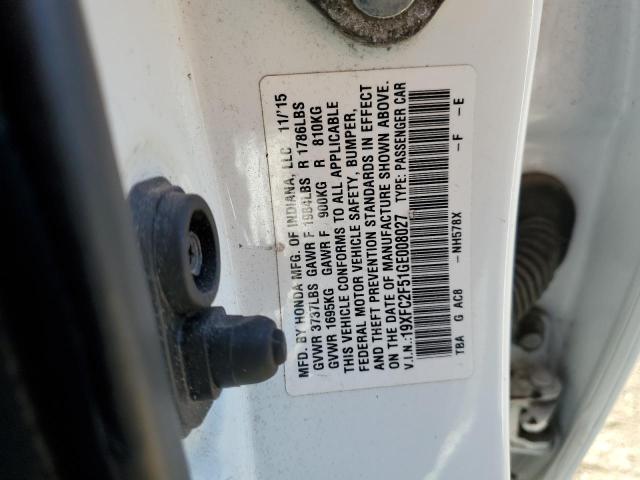 MFD. BY HONDA MFG. OF INDIANA, LLC 11/'15
GVWR 3737LBS GAWR F 1984LBS R 1786LBS
GVWR 1695KG GAWR F 900KG R 810KG
THIS VEHICLE CONFORMS TO ALL APPLICABLE
FEDERAL MOTOR VEHICLE SAFETY, BUMPER,
AND THEFT PREVENTION STANDARDS IN EFFECT
ON THE DATE OF MANUFACTURE SHOWN ABOVE.
V.I.N.:19XFC2F51GE008027 TYPE: PASSENGER CAR
TBA G AC8 - NH578X - F - E